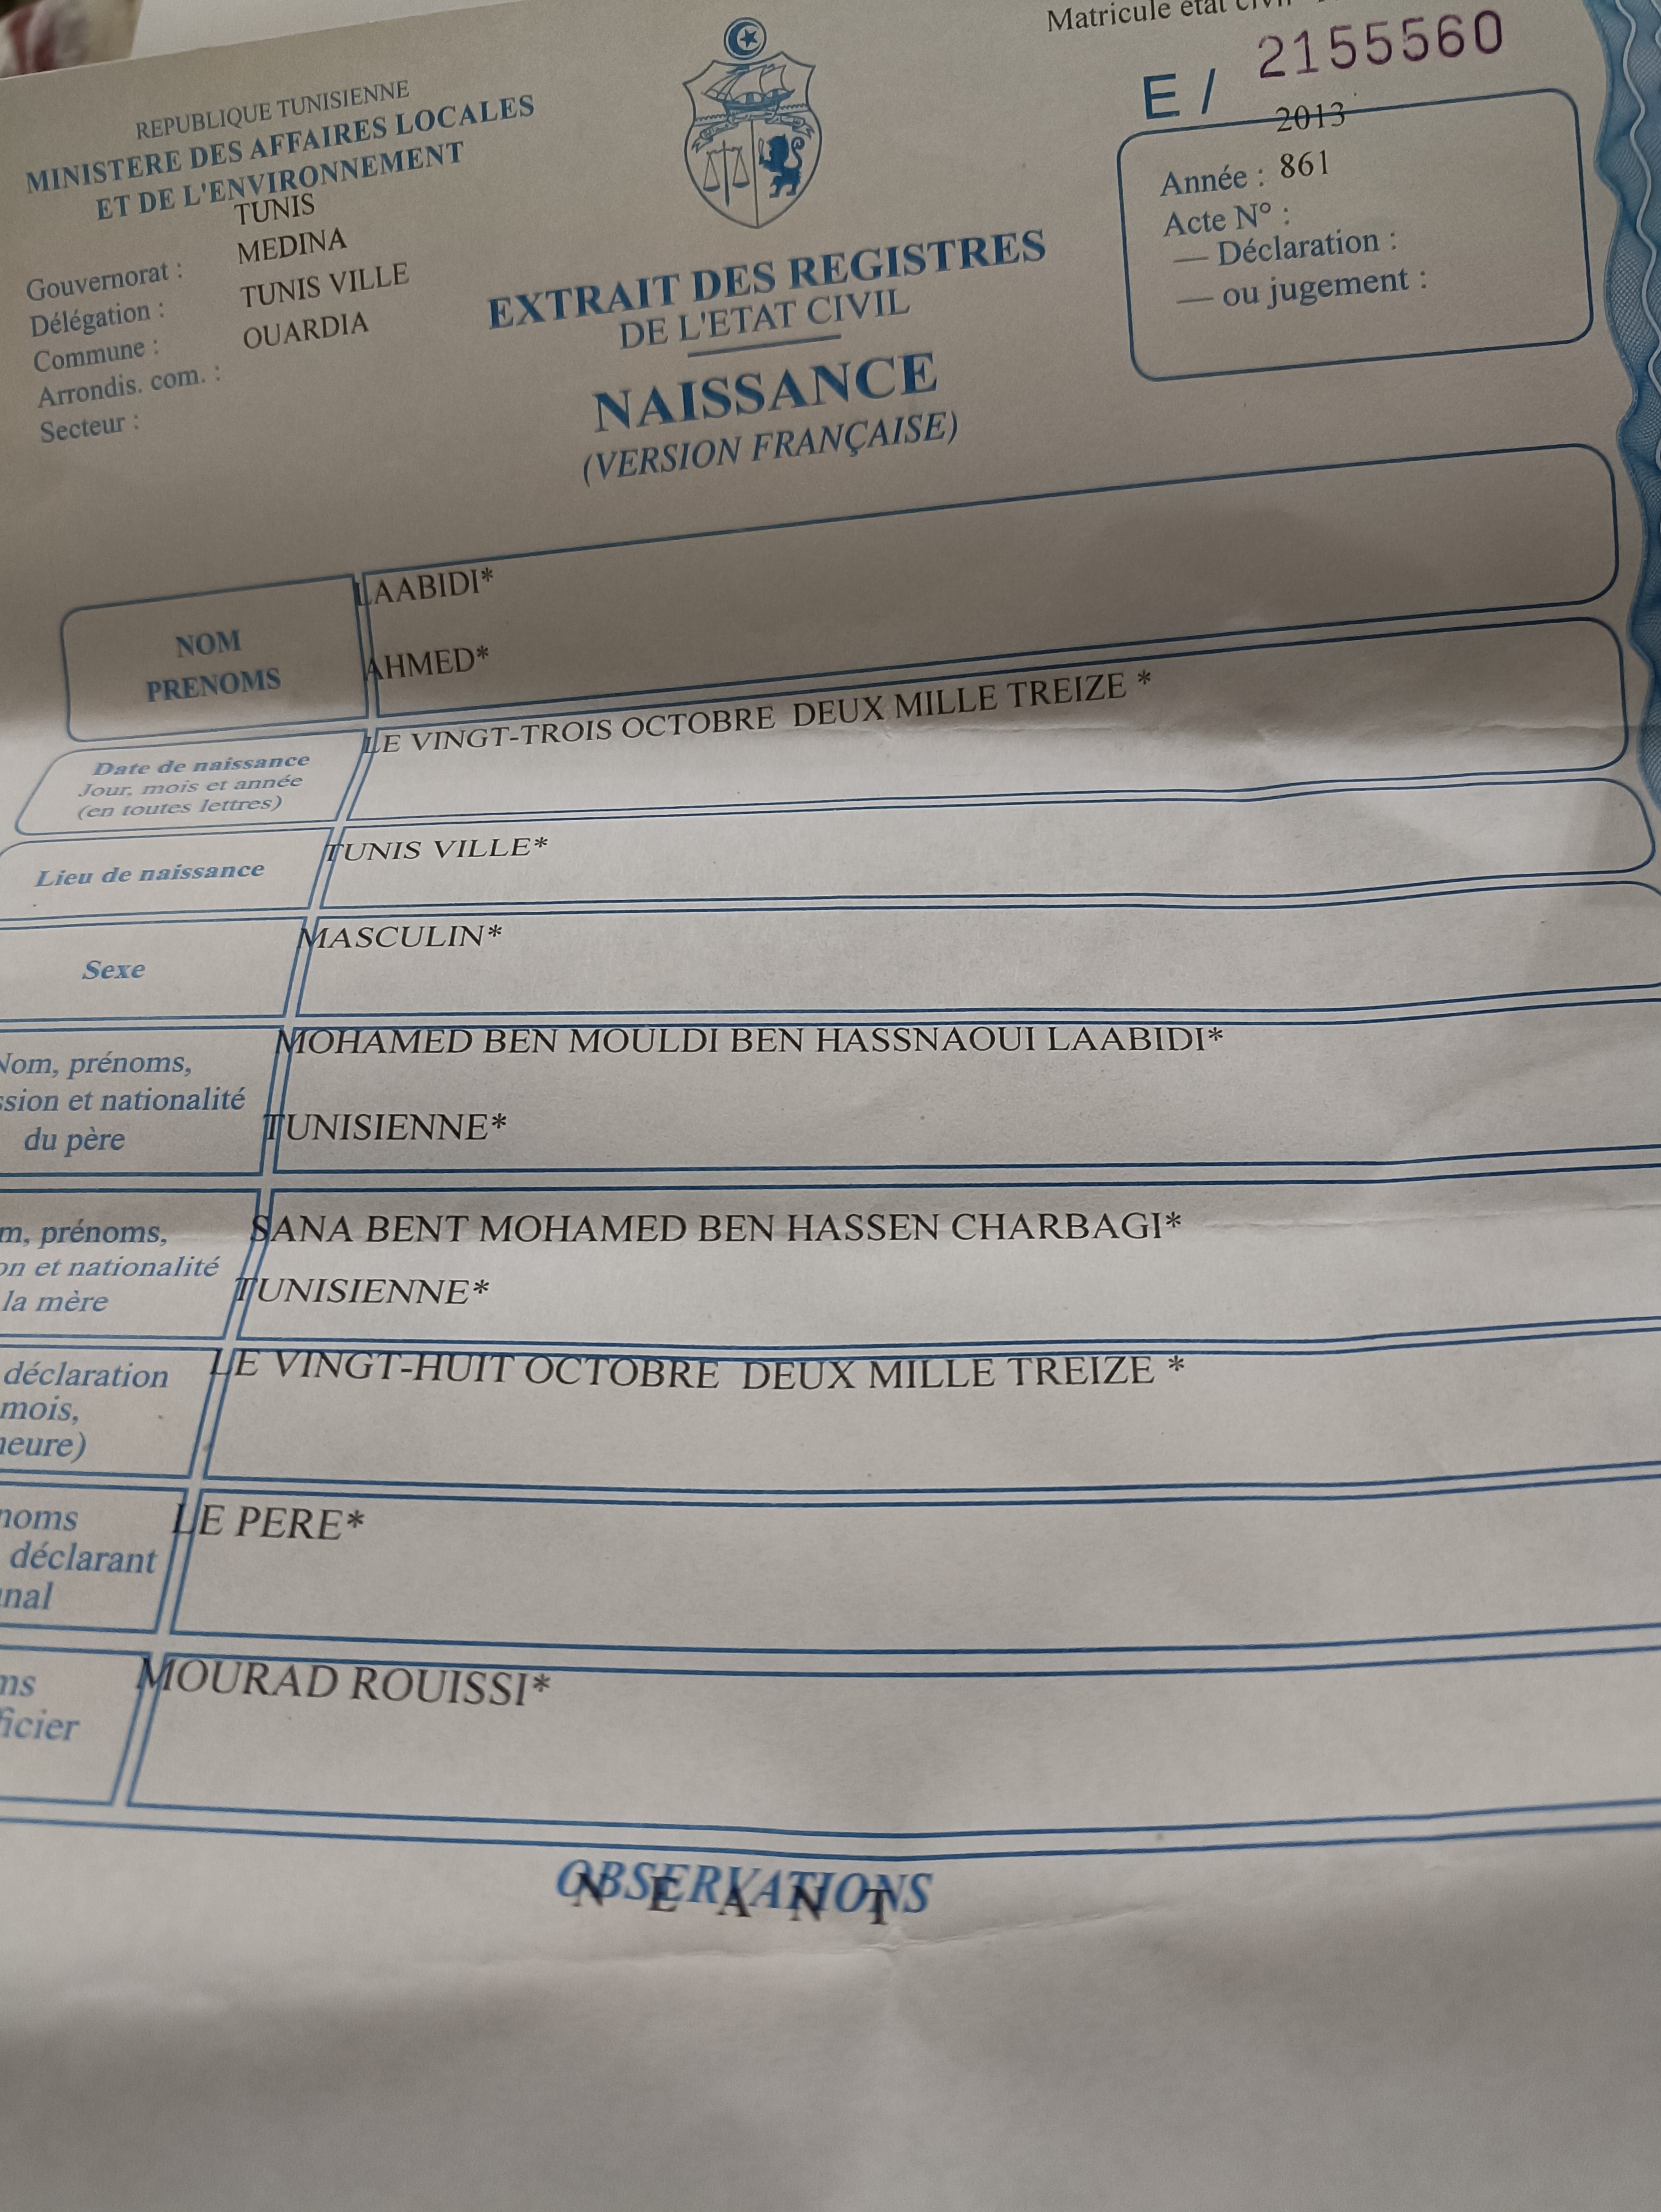 Matricule état civil
E / 2155560
REPUBLIQUE TUNISIENNE
MINISTERE DES AFFAIRES LOCALES
ET DE L'ENVIRONNEMENT
TUNIS
Gouvernorat :
MEDINA
Délégation :
TUNIS VILLE
Commune :
OUARDIA
Arrondis. com. :
Secteur :
EXTRAIT DES REGISTRES
DE L'ETAT CIVIL
NAISSANCE
(VERSION FRANÇAISE)
2013
Année : 861
Acte N° :
— Déclaration :
— ou jugement :
NOM
PRENOMS
LAABIDI*
AHMED*
Date de naissance
Jour, mois et année
(en toutes lettres)
LE VINGT-TROIS OCTOBRE DEUX MILLE TREIZE *
Lieu de naissance
TUNIS VILLE*
Sexe
MASCULIN*
Nom, prénoms,
ssion et nationalité
du père
MOHAMED BEN MOULDI BEN HASSNAOUI LAABIDI*
TUNISIENNE*
m, prénoms,
on et nationalité
la mère
SANA BENT MOHAMED BEN HASSEN CHARBAGI*
TUNISIENNE*
déclaration
mois,
heure)
LE VINGT-HUIT OCTOBRE DEUX MILLE TREIZE *
noms
déclarant
nal
LE PERE*
ms
ficier
MOURAD ROUISSI*
OBSERVATIONS
N E A N T